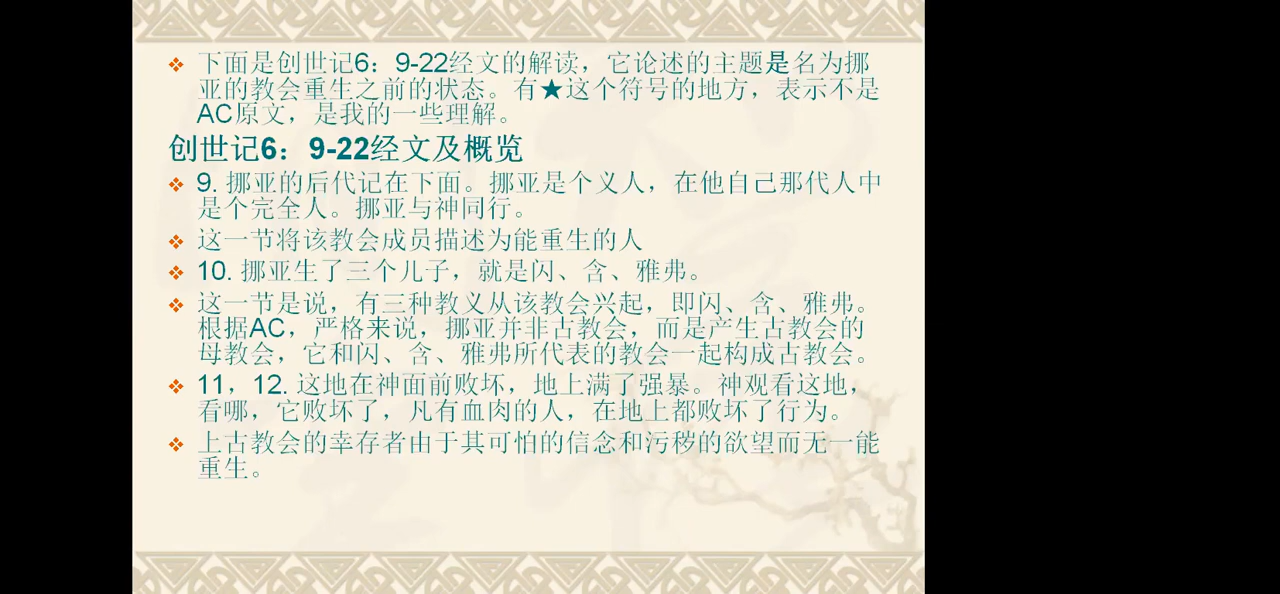 下面是创世记6：9-22经文的解读，它论述的主题是名为挪
亚的教会重生之前的状态。有★这个符号的地方，表示不是
AC原文，是我的一些理解。
创世记6：9-22经文及概览
9. 挪亚的后代记在下面。挪亚是个义人，在他自己那代人中
是个完全人。挪亚与神同行。
这一节将该教会成员描述为能重生的人
10. 挪亚生了三个儿子，就是闪、含、雅弗。
这一节是说，有三种教义从该教会兴起，即闪、含、雅弗。
根据AC，严格来说，挪亚并非古教会，而是产生古教会的
母教会，它和闪、含、雅弗所代表的教会一起构成古教会。
11，12. 这地在神面前败坏，地上满了强暴。神观看这地，
看哪，它败坏了，凡有血肉的人，在地上都败坏了行为。
上古教会的幸存者由于其可怕的信念和污秽的欲望而无一能
重生。